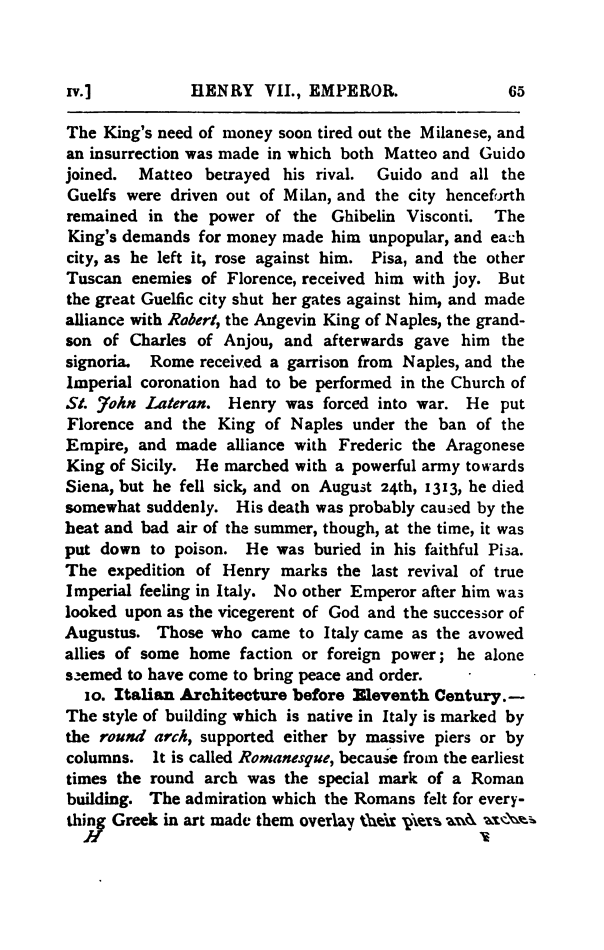 IV.] HENRY VII., EMPEROR. 65
The King's need of money soon tired out the Milanese, and
an insurrection was made in which both Matteo and Guido
joined. Matteo betrayed his rival. Guido and all the
Guelfs were driven out of Milan, and the city henceforth
remained in the power of the Ghibelin Visconti. The
King's demands for money made him unpopular, and each
city, as he left it, rose against him. Pisa, and the other
Tuscan enemies of Florence, received him with joy. But
the great Guelfic city shut her gates against him, and made
alliance with Robert, the Angevin King of Naples, the grand-
son of Charles of Anjou, and afterwards gave him the
signoria. Rome received a garrison from Naples, and the
Imperial coronation had to be performed in the Church of
St. John Lateran. Henry was forced into war. He put
Florence and the King of Naples under the ban of the
Empire, and made alliance with Frederic the Aragonese
King of Sicily. He marched with a powerful army towards
Siena, but he fell sick, and on August 24th, 1313, he died
somewhat suddenly. His death was probably caused by the
heat and bad air of the summer, though, at the time, it was
put down to poison. He was buried in his faithful Pisa.
The expedition of Henry marks the last revival of true
Imperial feeling in Italy. No other Emperor after him was
looked upon as the vicegerent of God and the successor of
Augustus. Those who came to Italy came as the avowed
allies of some home faction or foreign power; he alone
seemed to have come to bring peace and order.
10. Italian Architecture before Eleventh Century.—
The style of building which is native in Italy is marked by
the round arch, supported either by massive piers or by
columns. It is called Romanesque, because from the earliest
times the round arch was the special mark of a Roman
building. The admiration which the Romans felt for every-
thing Greek in art made them overlay their piers and arches
H E